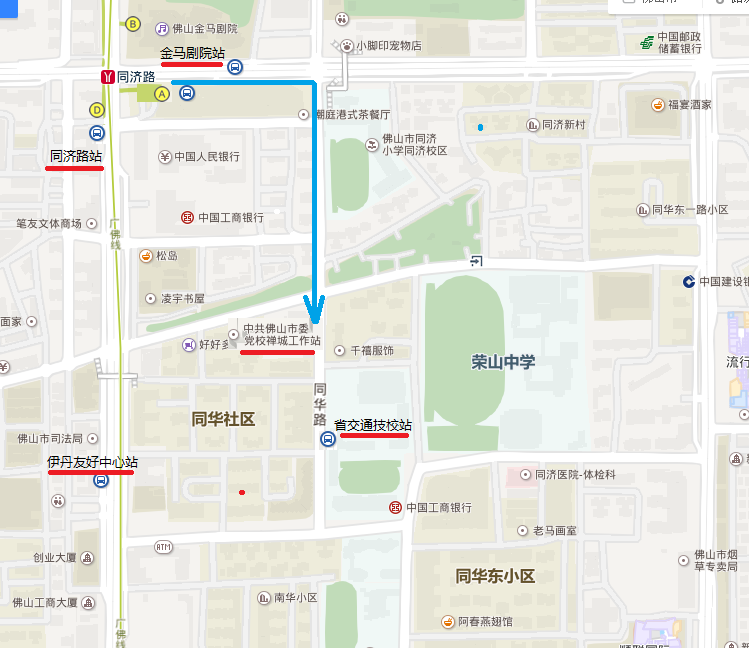 佛山市
B
佛山金马剧院
小脚印宠物店
中国邮政
储蓄银行
金马剧院站
同济路
A
D
潮庭港式茶餐厅
福宴酒家
同济新村
佛山市同济
小学同济校区
同济路站
中国人民银行
中国工商银行
同华东一路小区
笔友文体商场
广佛线
松岛
凌宇书屋
中国建设银
面家
中共佛山市委
党校禅城工作站
好好多
千禧服饰
荣山中学
流行
同华路
同华社区
省交通技校站
佛山市司法局
伊丹友好中心站
同济医院-体检科
中国工商银行
老马画室
ATM
创业大厦
佛山市烟
草专卖局
同华东小区
南华小区
佛山工商大厦
阿春燕翅馆
广佛线